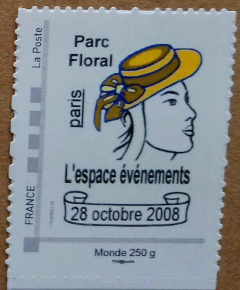 La Poste
Parc
Floral
paris
L'espace événements
28 octobre 2008
FRANCE
Monde 250 g